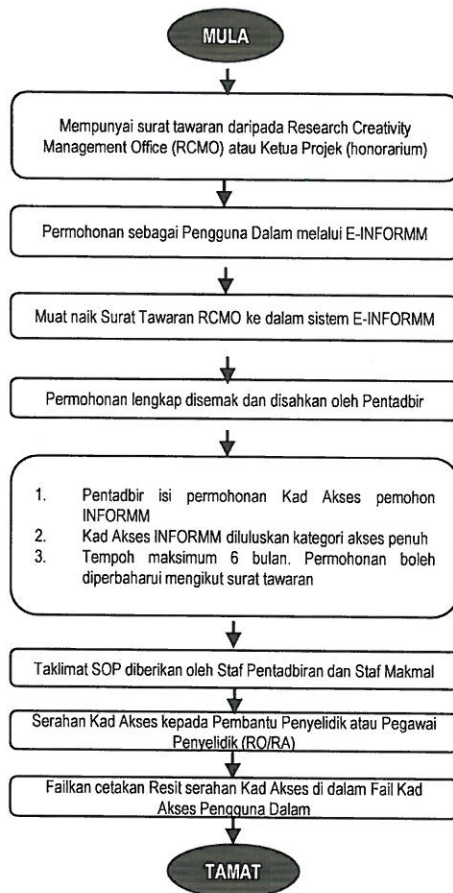 MULA
Mempunyai surat tawaran daripada Research Creativity
Management Office (RCMO) atau Ketua Projek (honorarium)
Permohonan sebagai Pengguna Dalam melalui E-INFORMM
Muat naik Surat Tawaran RCMO ke dalam sistem E-INFORMM
Permohonan lengkap disemak dan disahkan oleh Pentadbir
1. Pentadbir isi permohonan Kad Akses pemohon
INFORMM
2. Kad Akses INFORMM diluluskan kategori akses penuh
3. Tempoh maksimum 6 bulan. Permohonan boleh
diperbaharui mengikut surat tawaran
Taklimat SOP diberikan oleh Staf Pentadbiran dan Staf Makmal
Serahan Kad Akses kepada Pembantu Penyelidik atau Pegawai
Penyelidik (RO/RA)
Failkan cetakan Resit serahan Kad Akses di dalam Fail Kad
Akses Pengguna Dalam
TAMAT